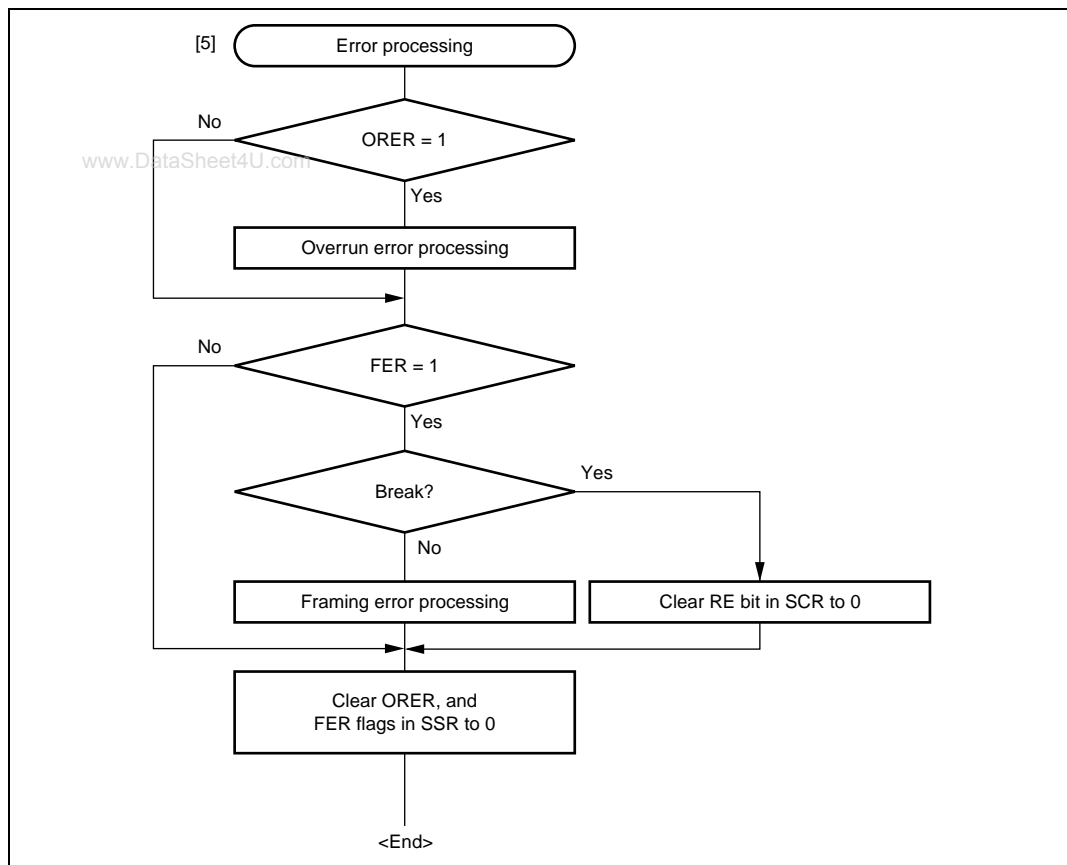 [5]
Error processing
No
ORER = 1
www.DataSheet4U.com
Yes
Overrun error processing
No
FER = 1
Yes
Break?
Yes
No
Framing error processing
Clear RE bit in SCR to 0
Clear ORER, and
FER flags in SSR to 0
<End>